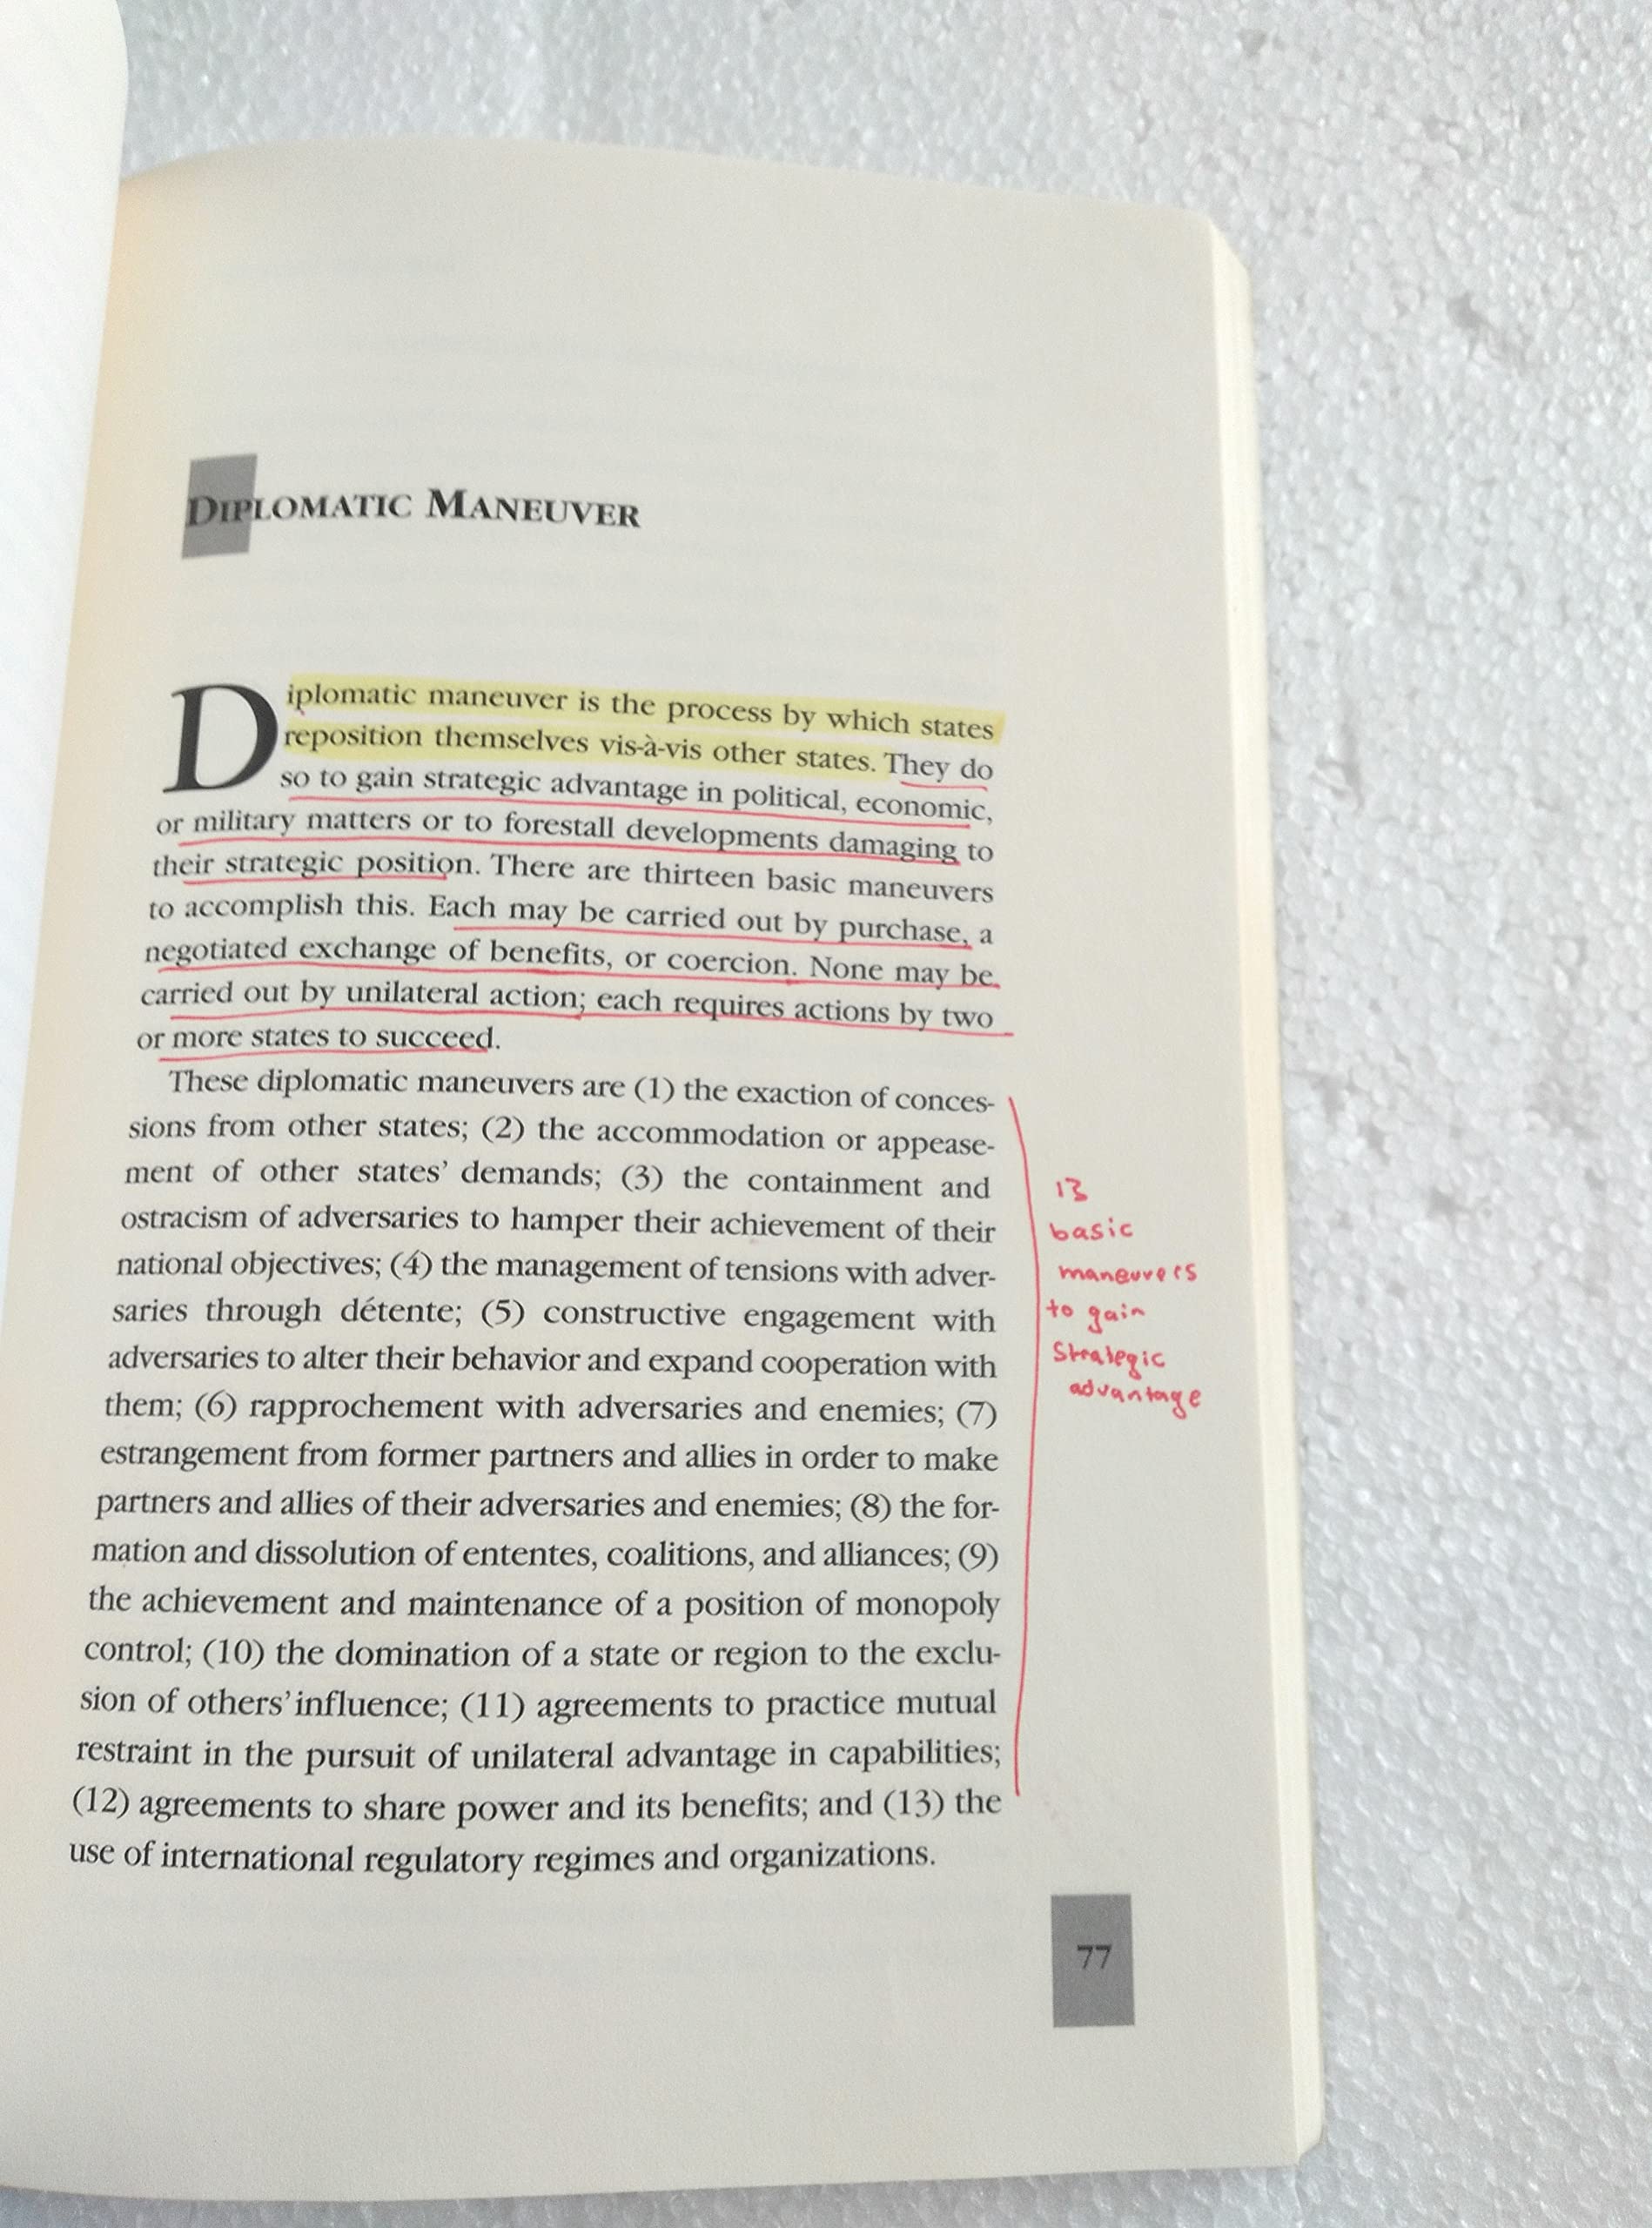 DIPLOMATIC MANEUVER
Diplomatic maneuver is the process by which states
reposition themselves vis-à-vis other states. They do
so to gain strategic advantage in political, economic,
or military matters or to forestall developments damaging to
their strategic position. There are thirteen basic maneuvers
to accomplish this. Each may be carried out by purchase, a
negotiated exchange of benefits, or coercion. None may be
carried out by unilateral action; each requires actions by two
or more states to succeed.
These diplomatic maneuvers are (1) the exaction of conces-
sions from other states; (2) the accommodation or appease-
ment of other states' demands; (3) the containment and
ostracism of adversaries to hamper their achievement of their
national objectives; (4) the management of tensions with adver-
saries through détente; (5) constructive engagement with
adversaries to alter their behavior and expand cooperation with
them; (6) rapprochement with adversaries and enemies; (7)
estrangement from former partners and allies in order to make
partners and allies of their adversaries and enemies; (8) the for-
mation and dissolution of ententes, coalitions, and alliances; (9)
the achievement and maintenance of a position of monopoly
control; (10) the domination of a state or region to the exclu-
sion of others' influence; (11) agreements to practice mutual
restraint in the pursuit of unilateral advantage in capabilities;
(12) agreements to share power and its benefits; and (13) the
use of international regulatory regimes and organizations.
13
basic
maneuvers
to gain
Strategic
advantage
77